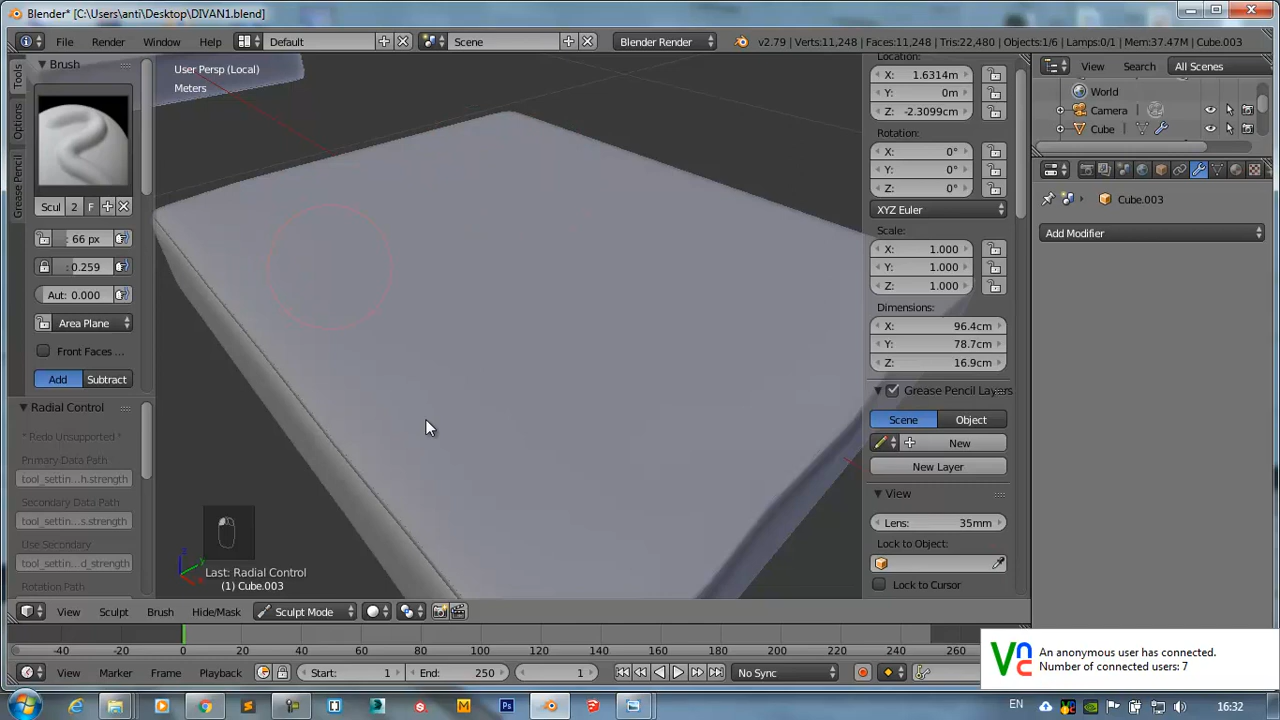 Blender* [C:\Users\anti\Desktop\DIVAN1.blend]
File Render Window Help Default Scene Blender Render v2.79 | Verts:11,248 | Faces:11,248 | Tris:22,480 | Objects:1/6 | Lamps:0/1 | Mem:37.47M | Cube.003
Tools
Options
Grease Pencil
Brush
Scul 2 F
: 66 px
: 0.259
Aut: 0.000
Area Plane
Front Faces ...
Add Subtract
Radial Control
* Redo Unsupported *
Primary Data Path
tool_settin...h.strength
Secondary Data Path
tool_settin...s.strength
Use Secondary
tool_settin...d_strength
Rotation Path
User Persp (Local)
Meters
Last: Radial Control
(1) Cube.003
Location:
X: 1.6314m
Y: 0m
Z: -2.3099cm
Rotation:
X: 0°
Y: 0°
Z: 0°
XYZ Euler
Scale:
X: 1.000
Y: 1.000
Z: 1.000
Dimensions:
X: 96.4cm
Y: 78.7cm
Z: 16.9cm
Grease Pencil Layers
Scene Object
New
New Layer
View
Lens: 35mm
Lock to Object:
Lock to Cursor
View Search All Scenes
World
Camera
Cube
Cube.003
Add Modifier
View Sculpt Brush Hide/Mask Sculpt Mode
-40 -20 0 20 40 60 80 100 120 140 160 180 200 220 240 260
View Marker Frame Playback Start: 1 End: 250 1 No Sync
An anonymous user has connected.
Number of connected users: 7
EN 16:32